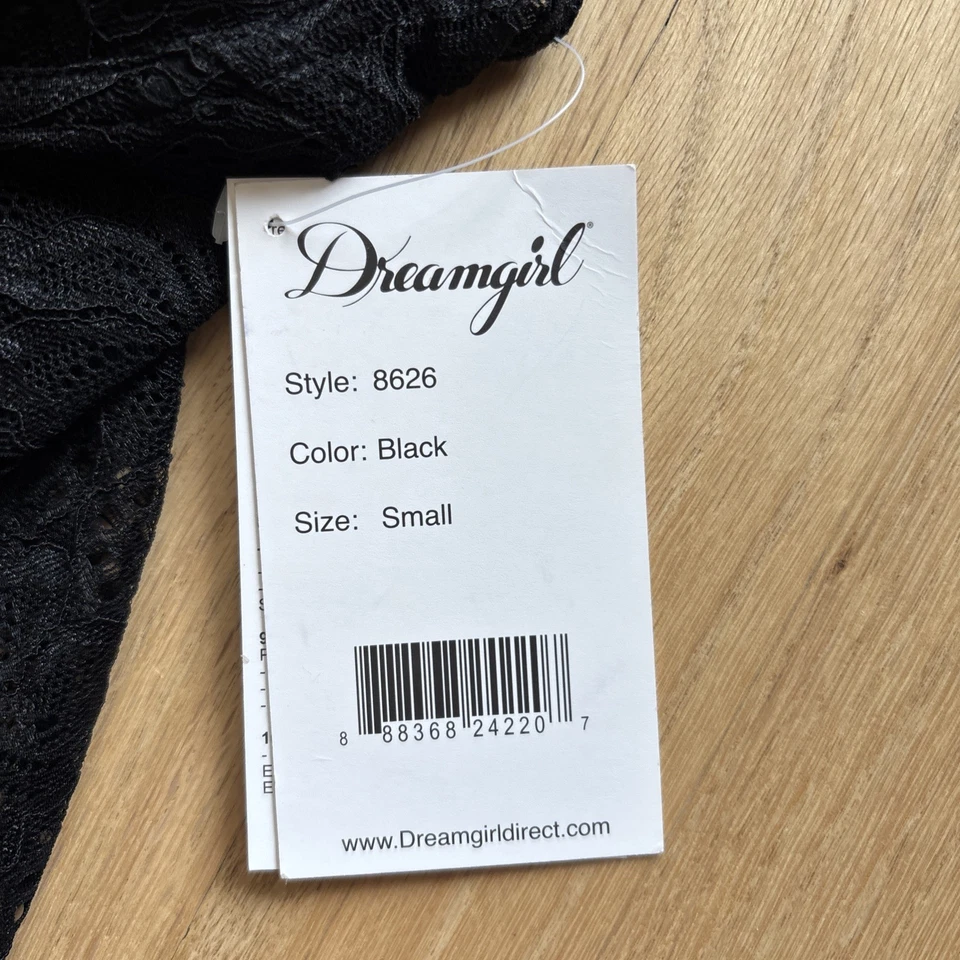 Dreamgirl®
Style: 8626
Color: Black
Size: Small
8 88368 24220 7
www.Dreamgirldirect.com